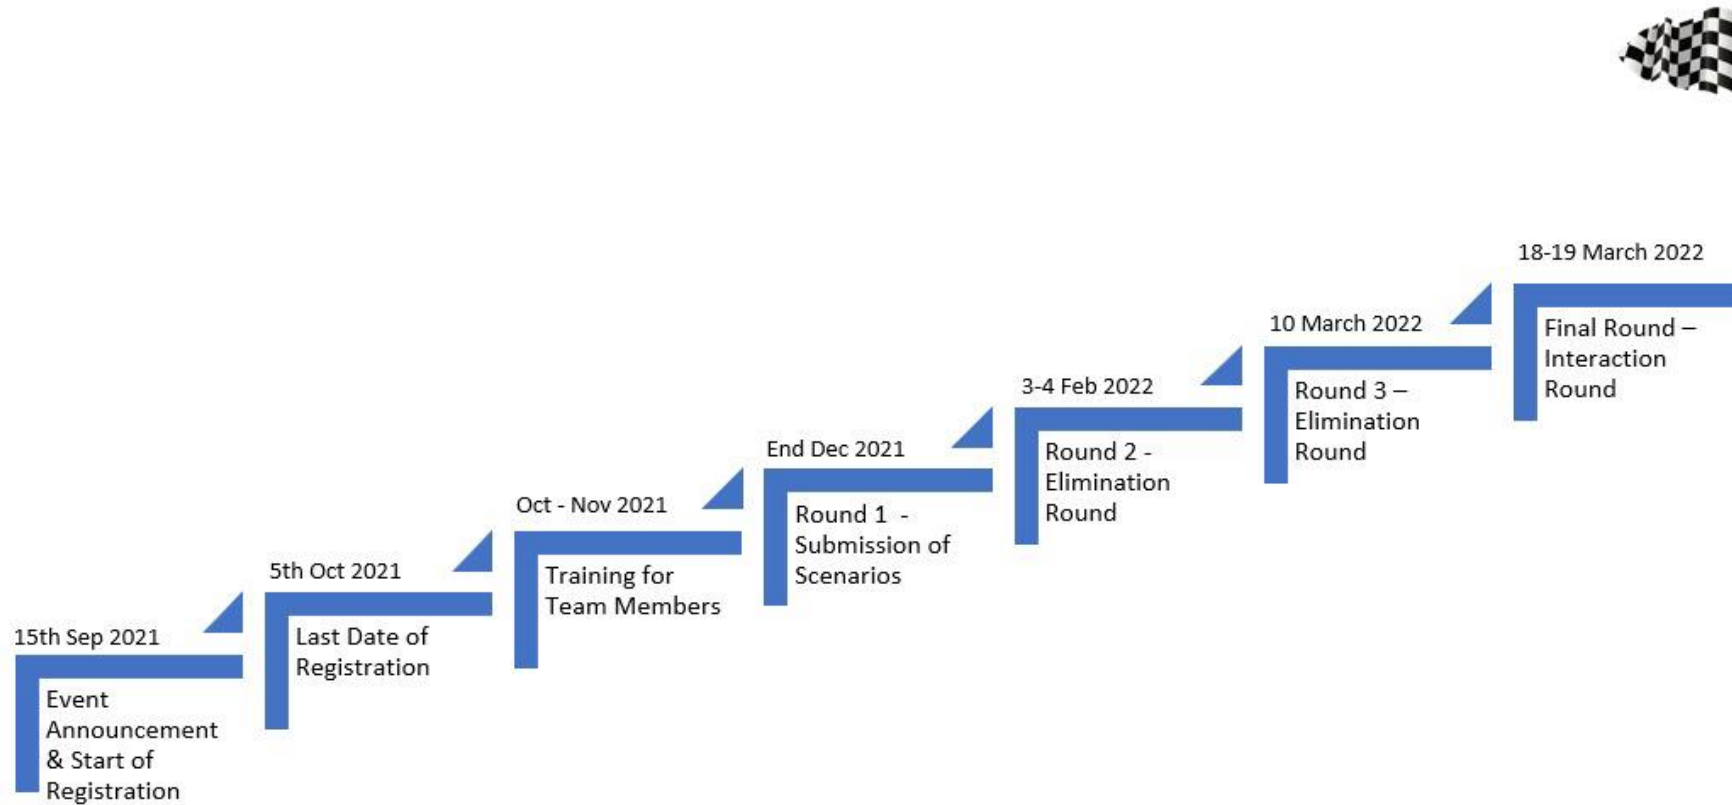 15th Sep 2021
Event
Announcement
& Start of
Registration
5th Oct 2021
Last Date of
Registration
Oct - Nov 2021
Training for
Team Members
End Dec 2021
Round 1  -
Submission of
Scenarios
3-4 Feb 2022
Round 2 -
Elimination
Round
10 March 2022
Round 3 –
Elimination
Round
18-19 March 2022
Final Round –
Interaction
Round